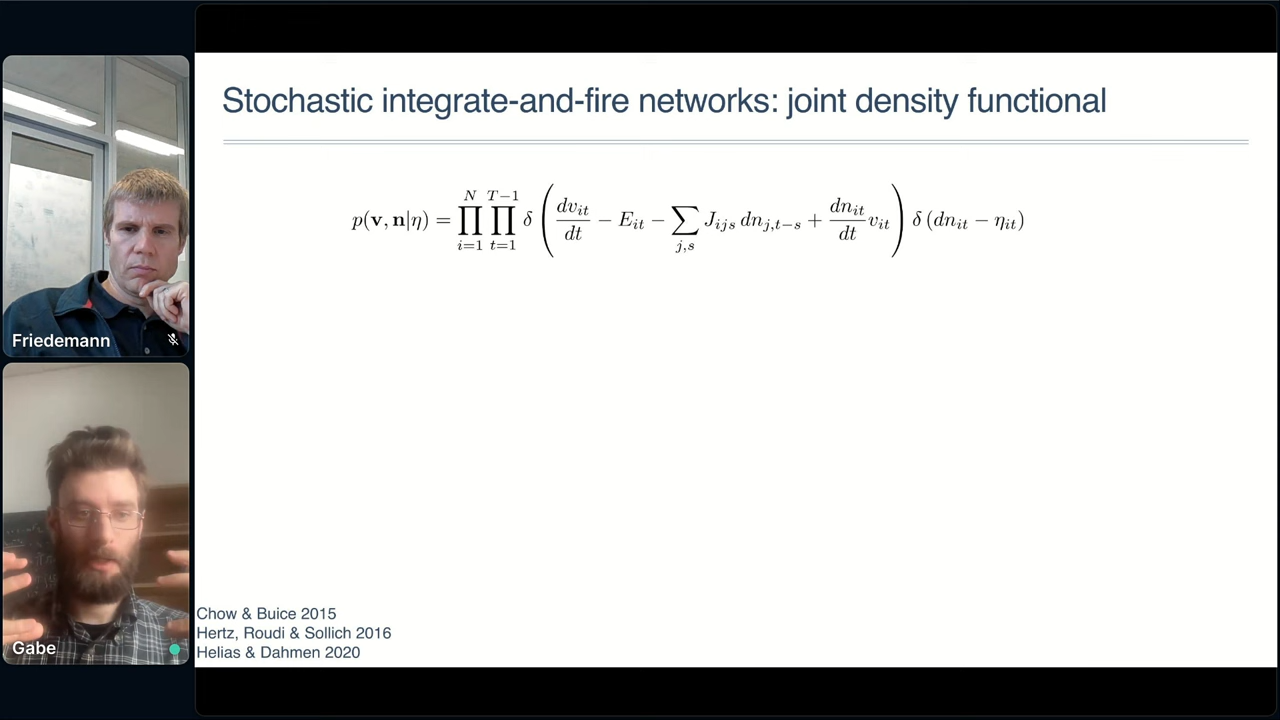 Stochastic integrate-and-fire networks: joint density functional
p(v, n|η) = ∏_{i=1}^{N} ∏_{t=1}^{T−1} δ ( dv_{it}/dt − E_{it} − ∑_{j,s} J_{ijs} dn_{j,t−s} + dn_{it}/dt v_{it} ) δ (dn_{it} − η_{it})
Friedemann
Gabe
Chow & Buice 2015
Hertz, Roudi & Sollich 2016
Helias & Dahmen 2020